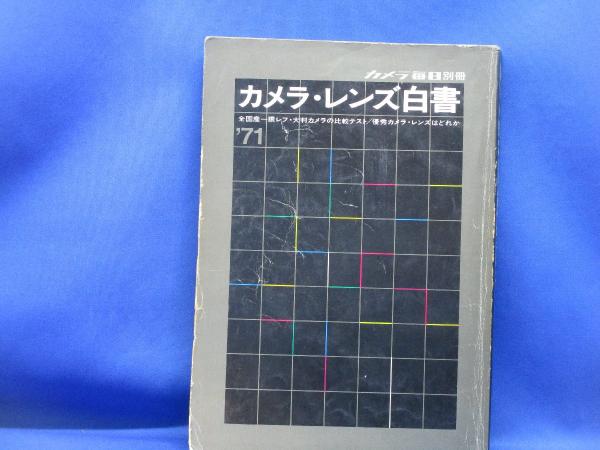 カメラ毎日別冊
カメラ・レンズ白書
全国産一眼レフ・大判カメラの比較テスト/優秀カメラ・レンズはどれか
'71